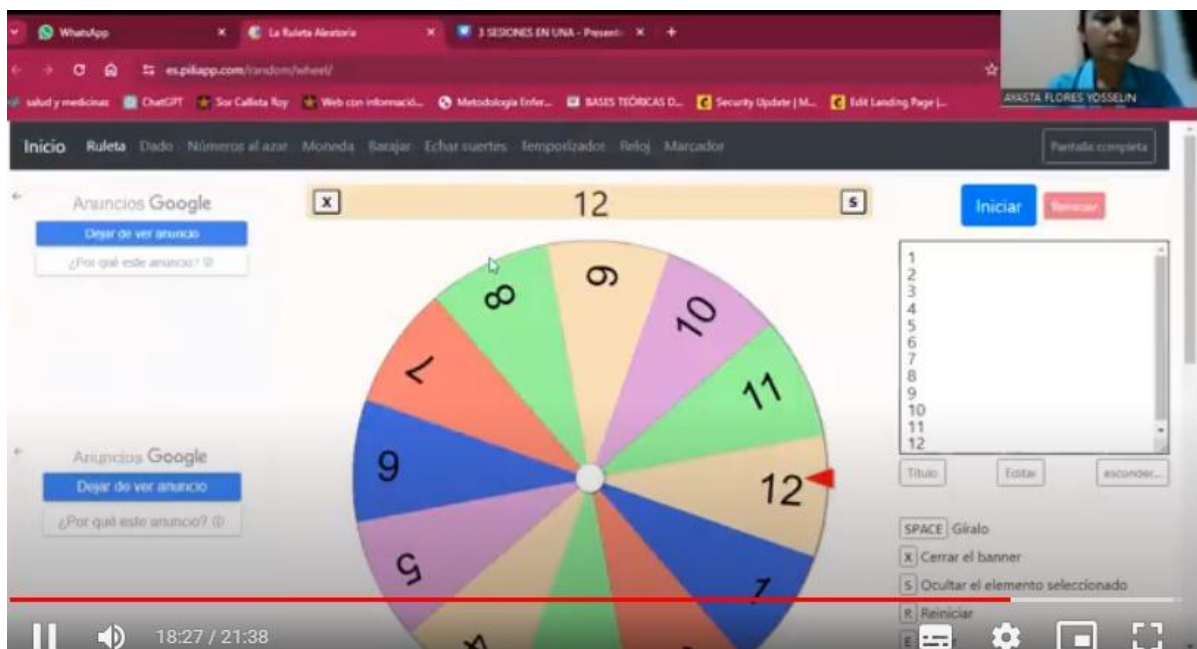 WhatsApp
La Ruleta Aleatoria
3 SESIONES EN UNA - Present
es.piliapp.com/random/wheel/
salud y medicinas
ChatGPT
Sor Callista Roy
Web con informació...
Metodología Enfer...
BASES TEÓRICAS D...
Security Update | M...
Edit Landing Page |...
AYASTA FLORES YOSSELIN
Inicio
Ruleta
Dado
Números al azar
Moneda
Barajar
Echar suertes
Temporizador
Reloj
Marcador
Pantalla completa
Anuncios Google
Dejar de ver anuncio
¿Por qué este anuncio?
X
12
S
Iniciar
Reiniciar
1
2
3
4
5
6
7
8
9
10
11
12
6
7
8
9
10
11
12
1
5
4
Anuncios Google
Dejar de ver anuncio
¿Por qué este anuncio?
Título
Editar
esconder...
SPACE Gíralo
X Cerrar el banner
S Ocultar el elemento seleccionado
R Reiniciar
E
18:27 / 21:38